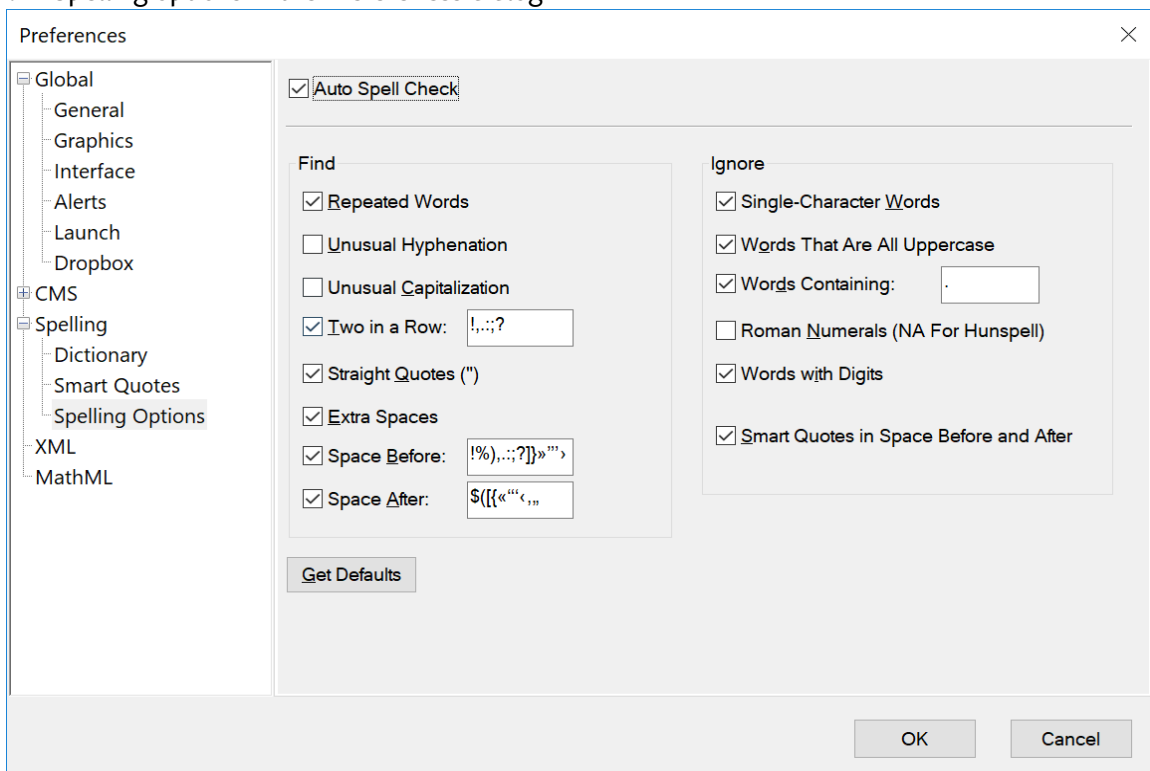 Preferences
Global
General
Graphics
Interface
Alerts
Launch
Dropbox
CMS
Spelling
Dictionary
Smart Quotes
Spelling Options
XML
MathML
Auto Spell Check
Find
Repeated Words
Unusual Hyphenation
Unusual Capitalization
Two in a Row: !,.:;?
Straight Quotes (")
Extra Spaces
Space Before: !%),.:;?]}»”’›
Space After: $([{«“‘‹‚„
Get Defaults
Ignore
Single-Character Words
Words That Are All Uppercase
Words Containing: .
Roman Numerals (NA For Hunspell)
Words with Digits
Smart Quotes in Space Before and After
OK Cancel